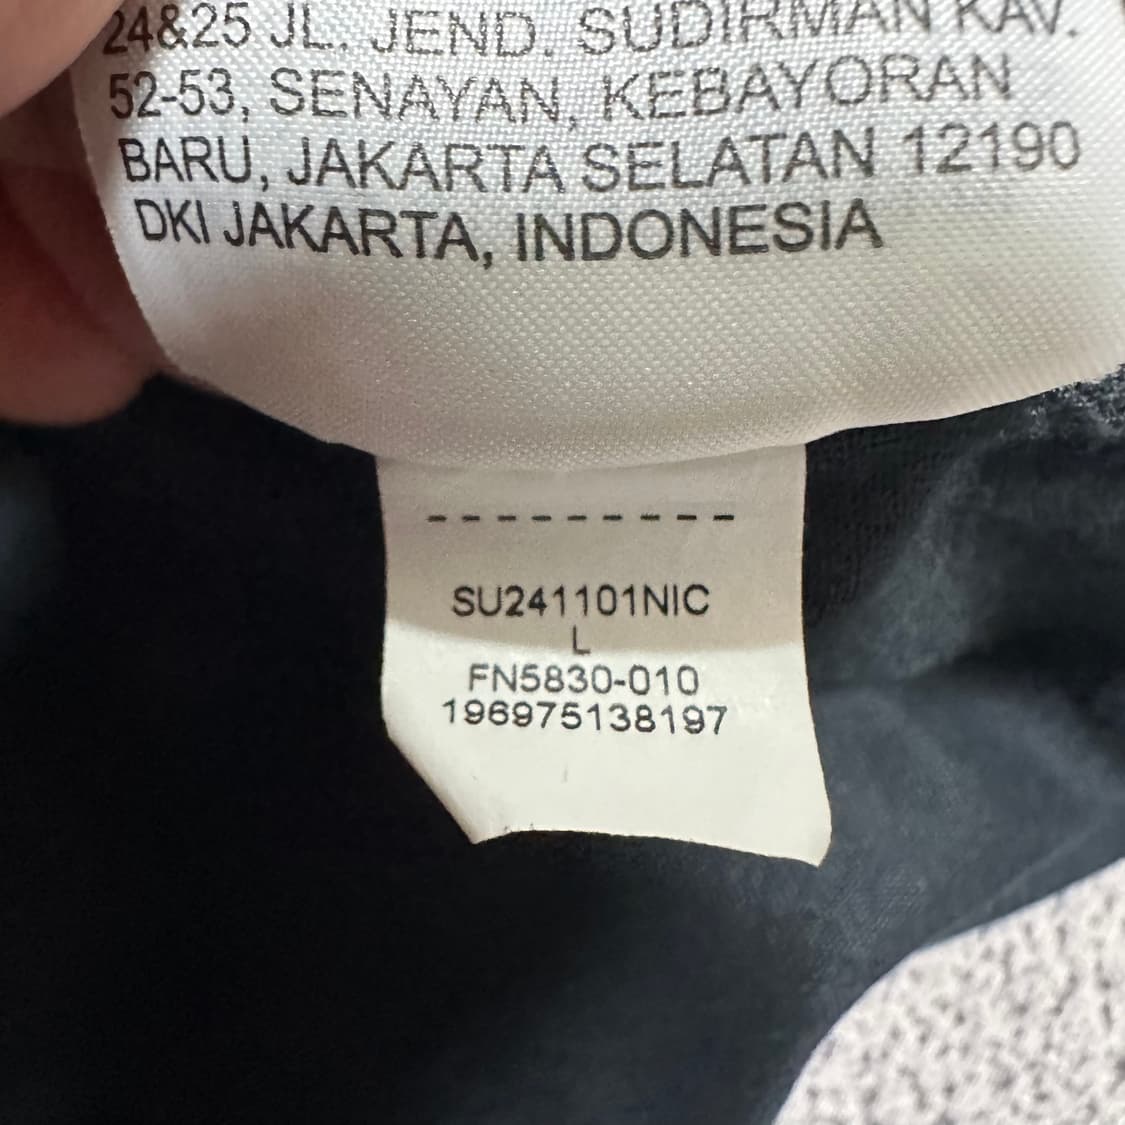 24&25 JL. JEND. SUDIRMAN KAV.
52-53, SENAYAN, KEBAYORAN
BARU, JAKARTA SELATAN 12190
DKI JAKARTA, INDONESIA
SU241101NIC
L
FN5830-010
196975138197